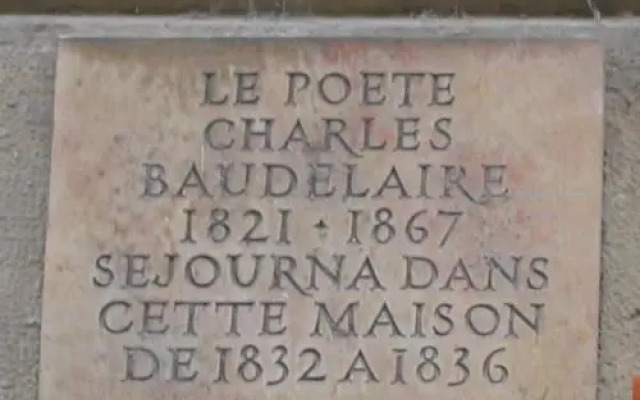 LE POETE
CHARLES
BAUDELAIRE
1821 + 1867
SEJOURNA DANS
CETTE MAISON
DE 1832 A 1836